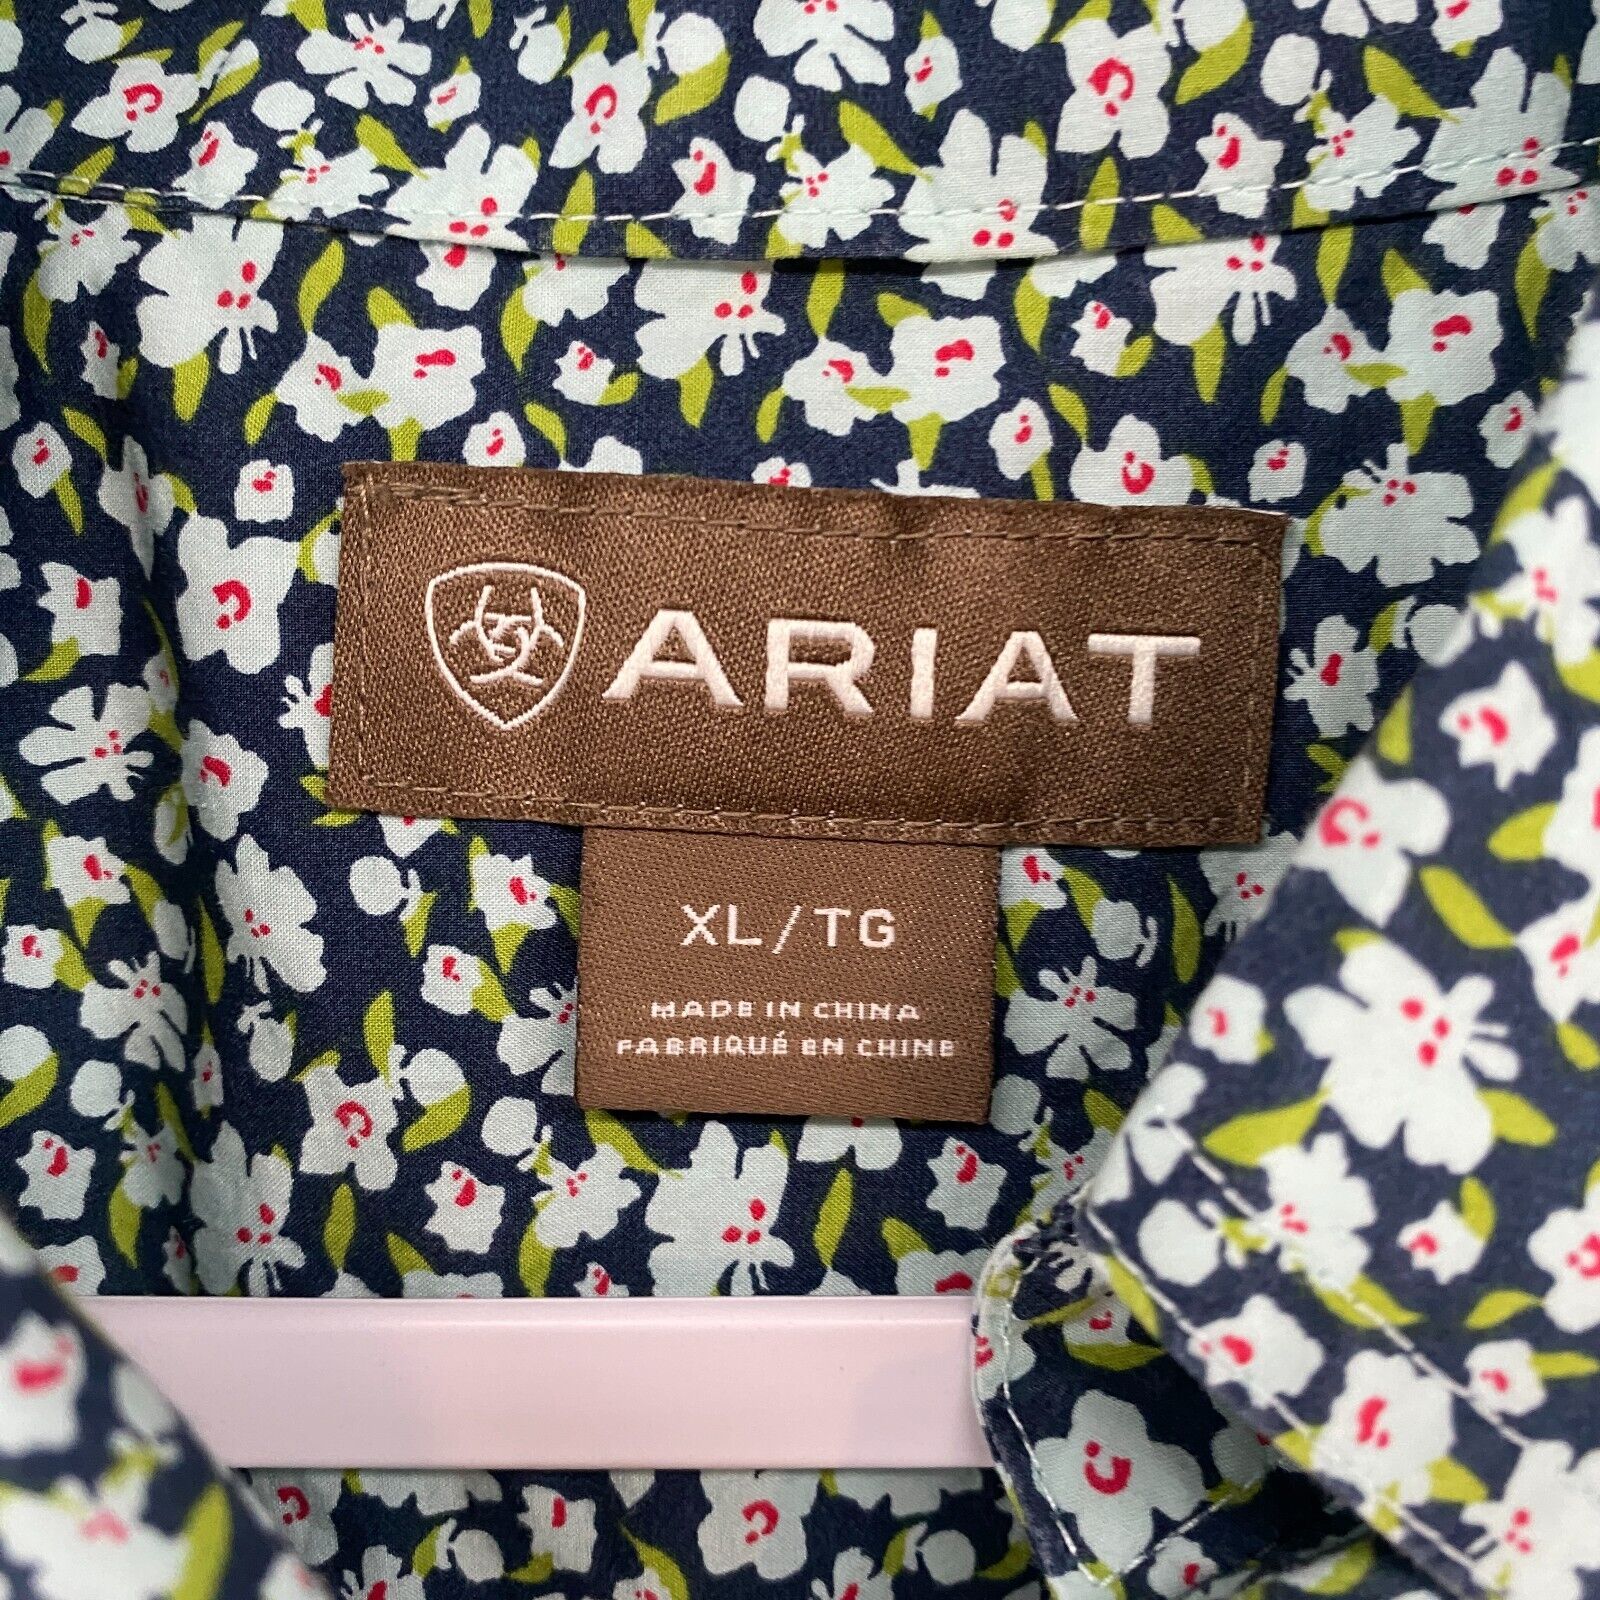 ARIAT
XL/TG
MADE IN CHINA
FABRIQUÉ EN CHINE